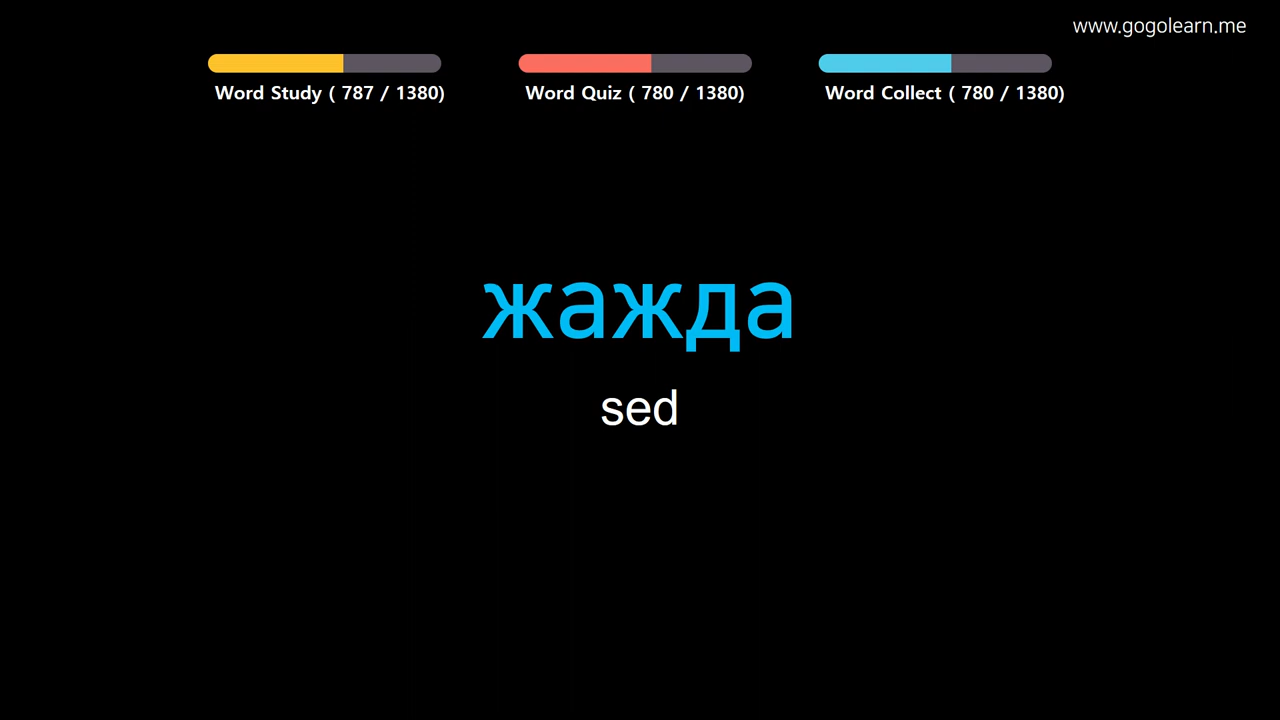 www.gogolearn.me
Word Study ( 787 / 1380)
Word Quiz ( 780 / 1380)
Word Collect ( 780 / 1380)
жажда
sed